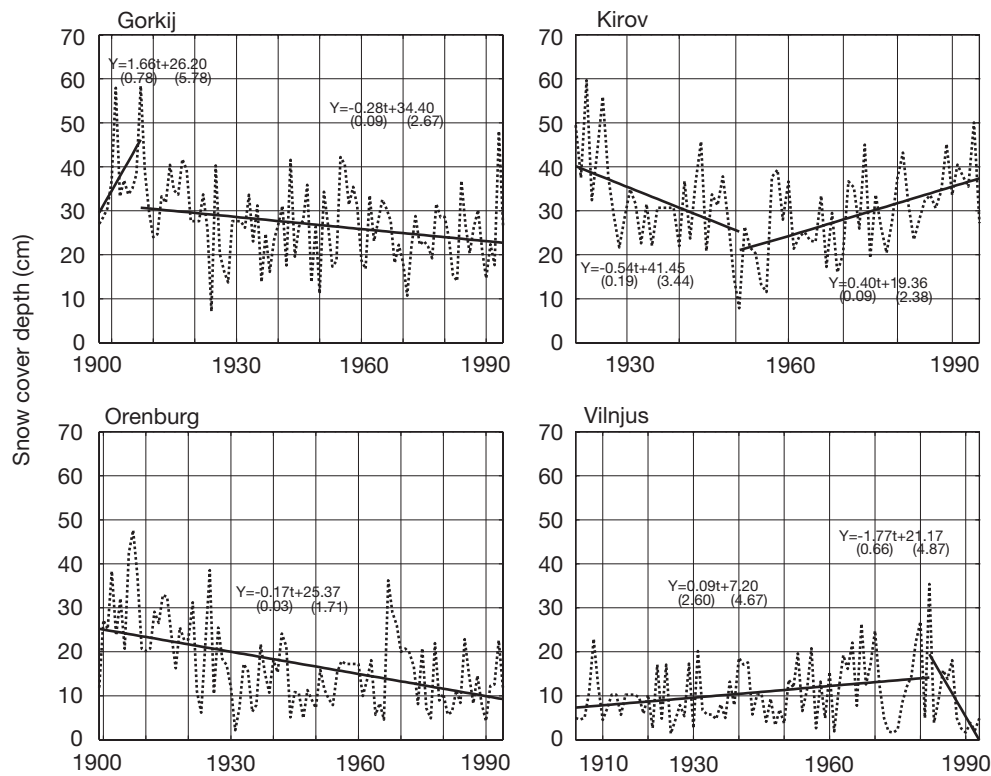 Snow cover depth (cm)
Gorkij
70
60
50
40
30
20
10
0
Y=1.66t+26.20
(0.78) (5.78)
Y=-0.28t+34.40
(0.09) (2.67)
1900 1930 1960 1990
Kirov
70
60
50
40
30
20
10
0
Y=-0.54t+41.45
(0.19) (3.44)
Y=0.40t+19.36
(0.09) (2.38)
1930 1960 1990
Orenburg
70
60
50
40
30
20
10
0
Y=-0.17t+25.37
(0.03) (1.71)
1900 1930 1960 1990
Vilnjus
70
60
50
40
30
20
10
0
Y=-1.77t+21.17
(0.66) (4.87)
Y=0.09t+7.20
(2.60) (4.67)
1910 1930 1960 1990